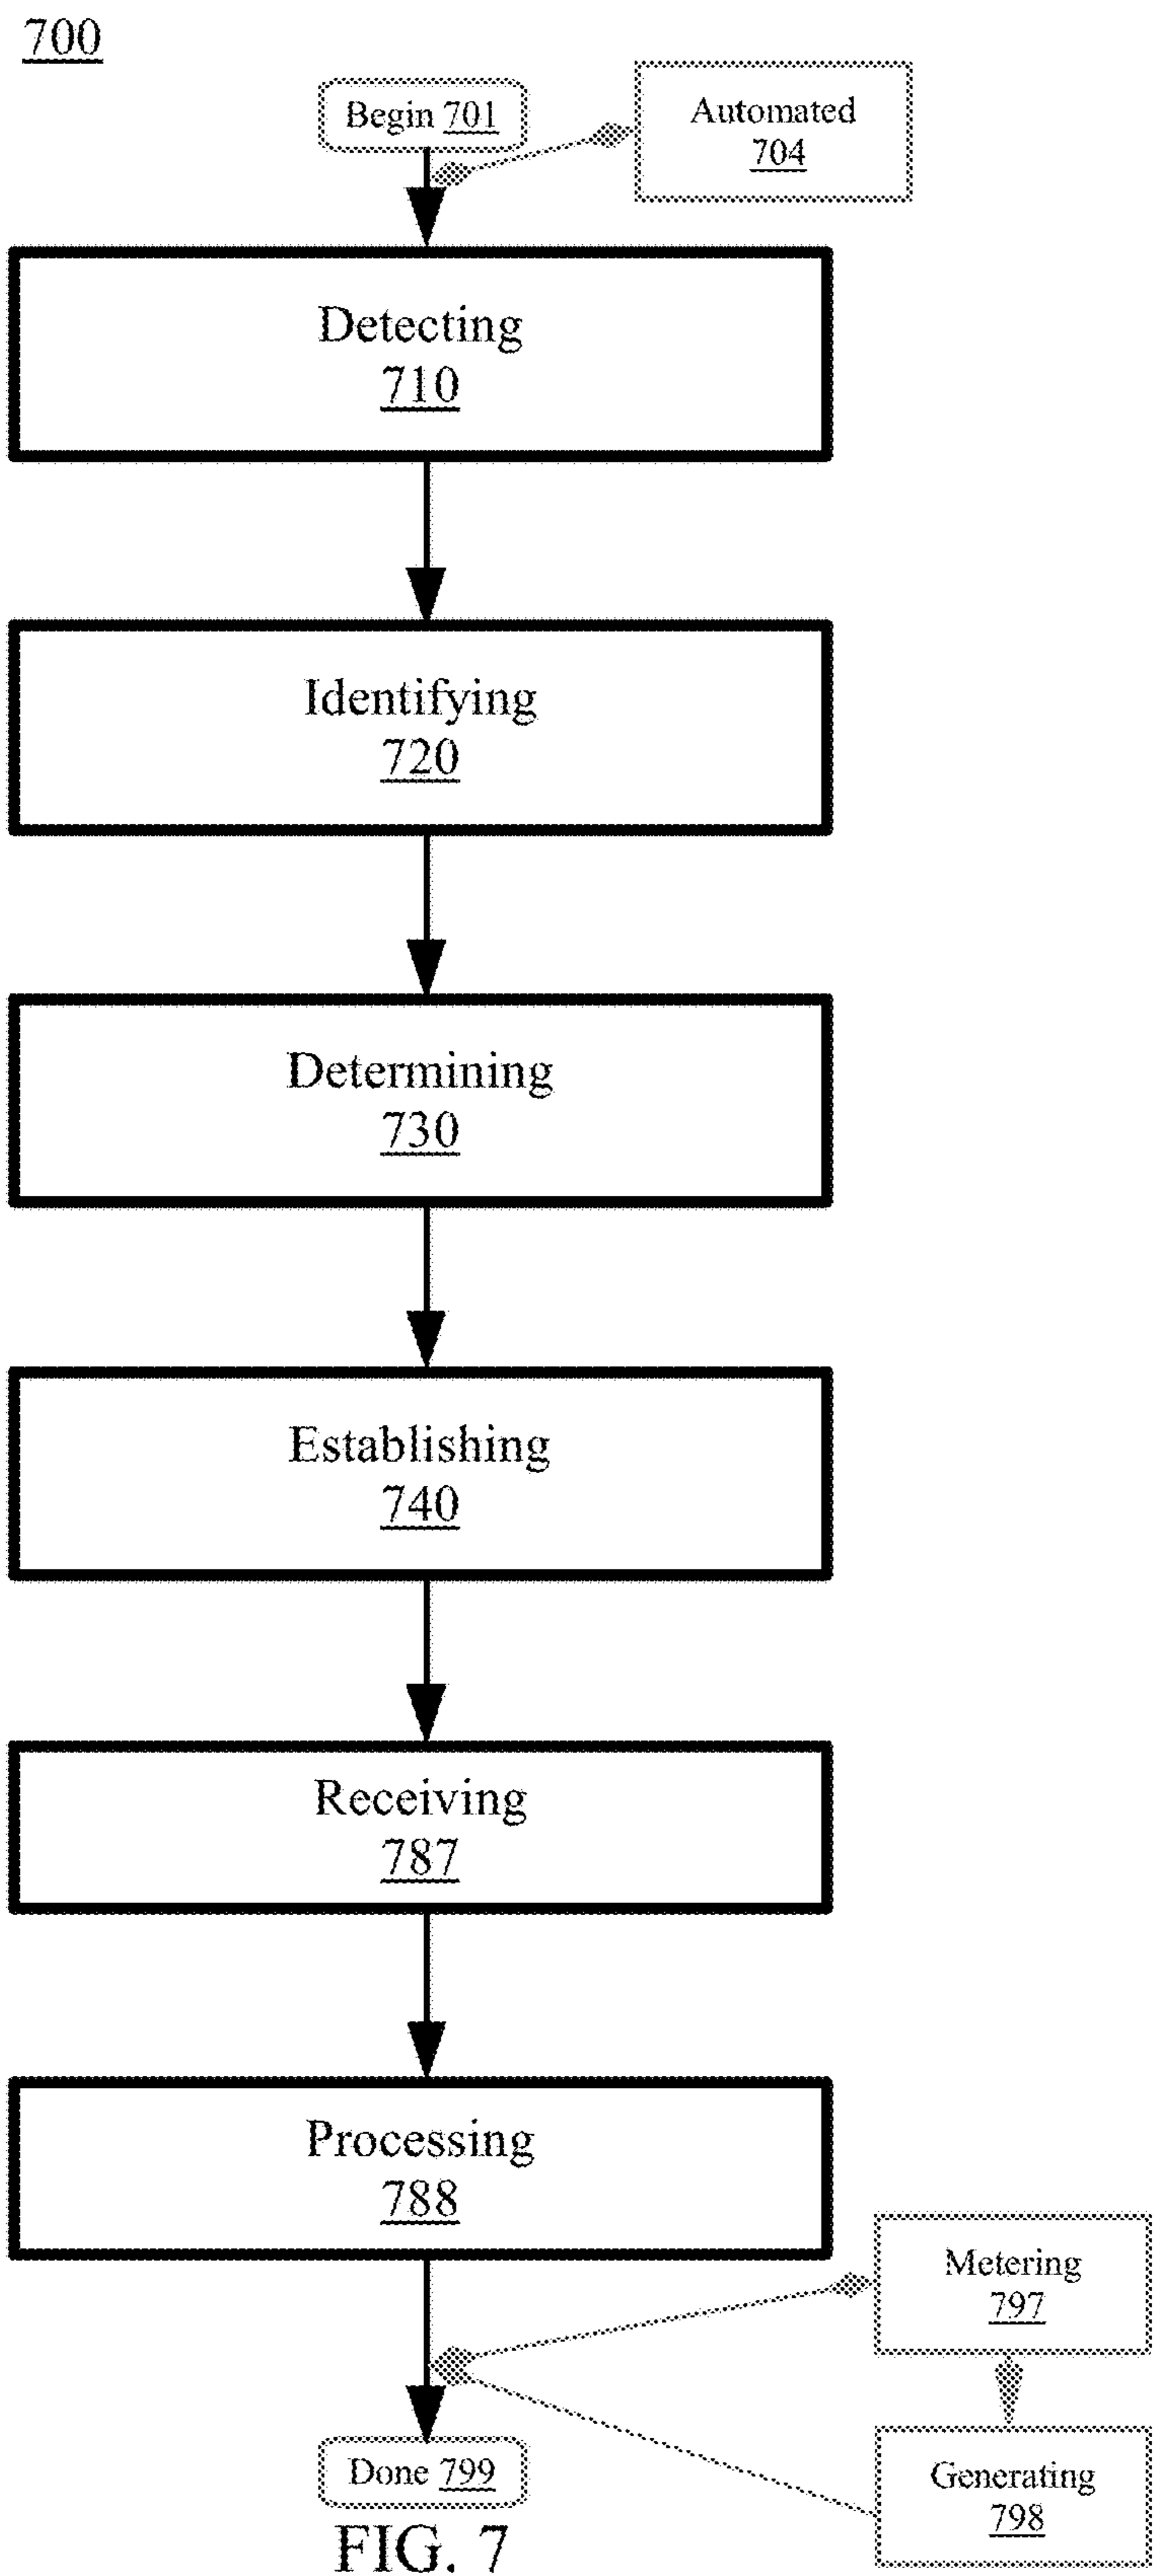 700
Begin 701
Automated
704
Detecting
710
Identifying
720
Determining
730
Establishing
740
Receiving
787
Processing
788
Metering
797
Generating
798
Done 799
FIG. 7